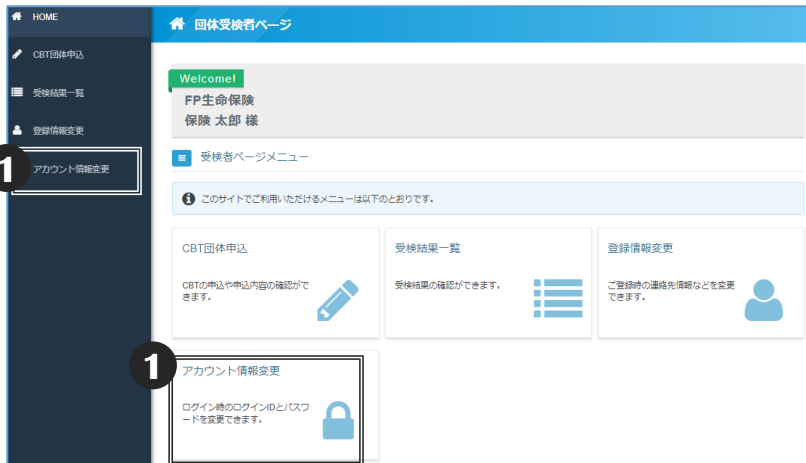 HOME
CBT団体申込
受検結果一覧
登録情報変更
1
アカウント情報変更
団体受検者ページ
Welcome!
FP生命保険
保険 太郎 様
受検者ページメニュー
このサイトでご利用いただけるメニューは以下のとおりです。
CBT団体申込
CBTの申込や申込内容の確認がで
きます。
受検結果一覧
受検結果の確認ができます。
登録情報変更
ご登録時の連絡先情報などを変更
できます。
1
アカウント情報変更
ログイン時のログインIDとパスワ
ードを変更できます。